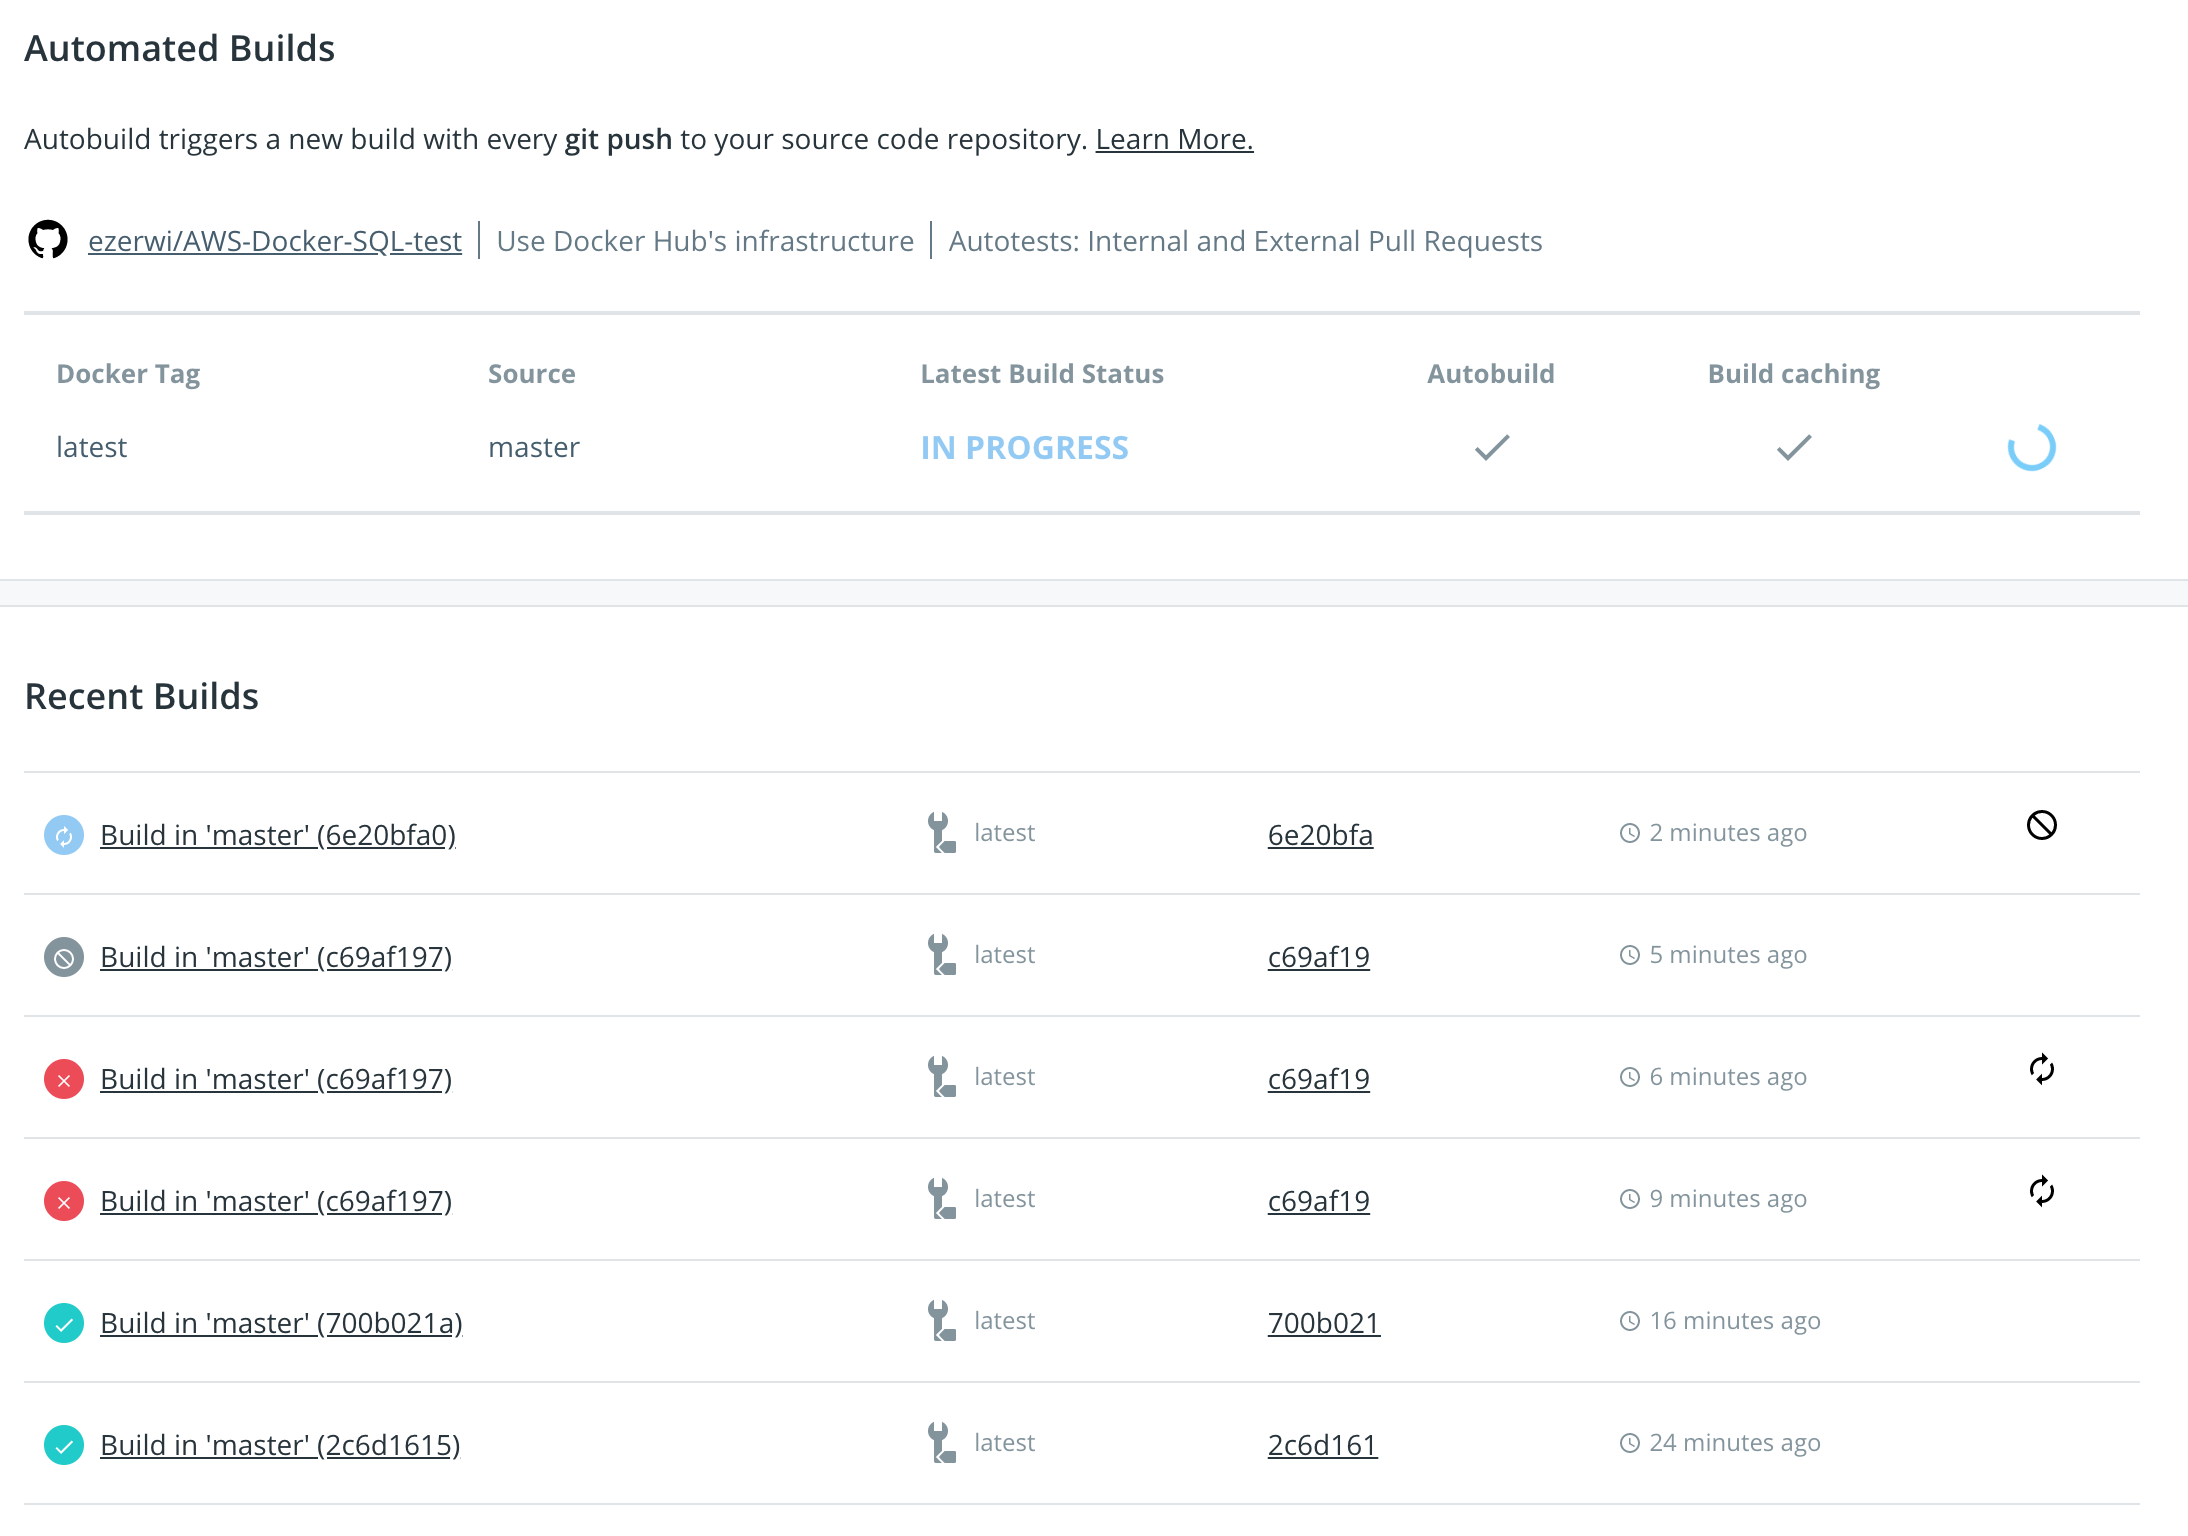 Automated Builds
Autobuild triggers a new build with every git push to your source code repository. Learn More.
ezerwi/AWS-Docker-SQL-test | Use Docker Hub's infrastructure | Autotests: Internal and External Pull Requests
Docker Tag Source Latest Build Status Autobuild Build caching
latest master IN PROGRESS
Recent Builds
Build in 'master' (6e20bfa0) latest 6e20bfa 2 minutes ago
Build in 'master' (c69af197) latest c69af19 5 minutes ago
Build in 'master' (c69af197) latest c69af19 6 minutes ago
Build in 'master' (c69af197) latest c69af19 9 minutes ago
Build in 'master' (700b021a) latest 700b021 16 minutes ago
Build in 'master' (2c6d1615) latest 2c6d161 24 minutes ago